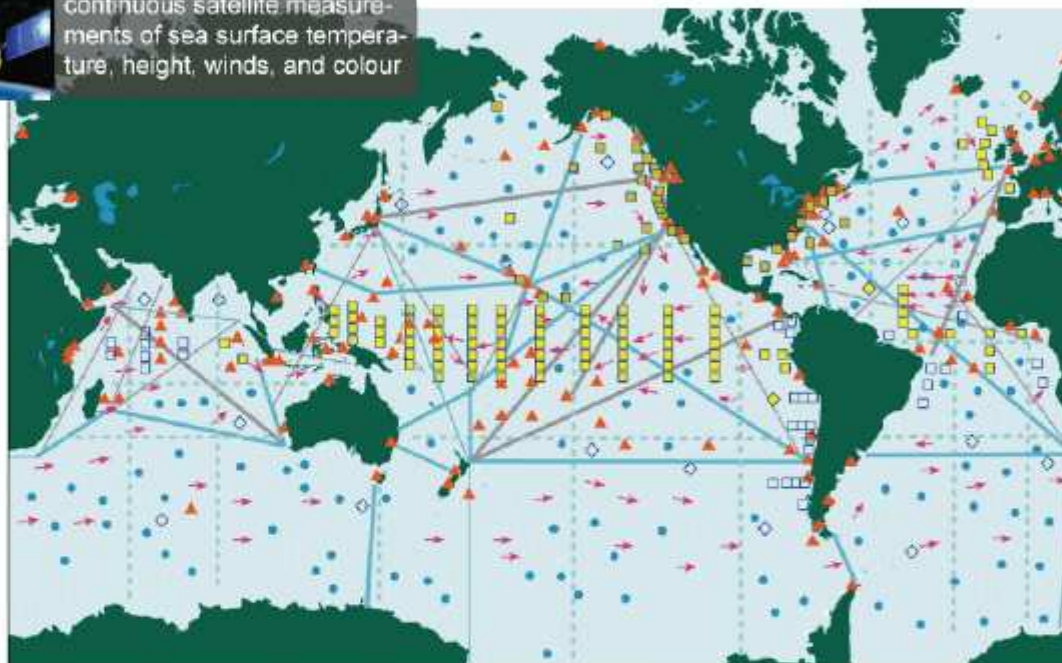 continuous satellite measure-
ments of sea surface tempera-
ture, height, winds, and colour